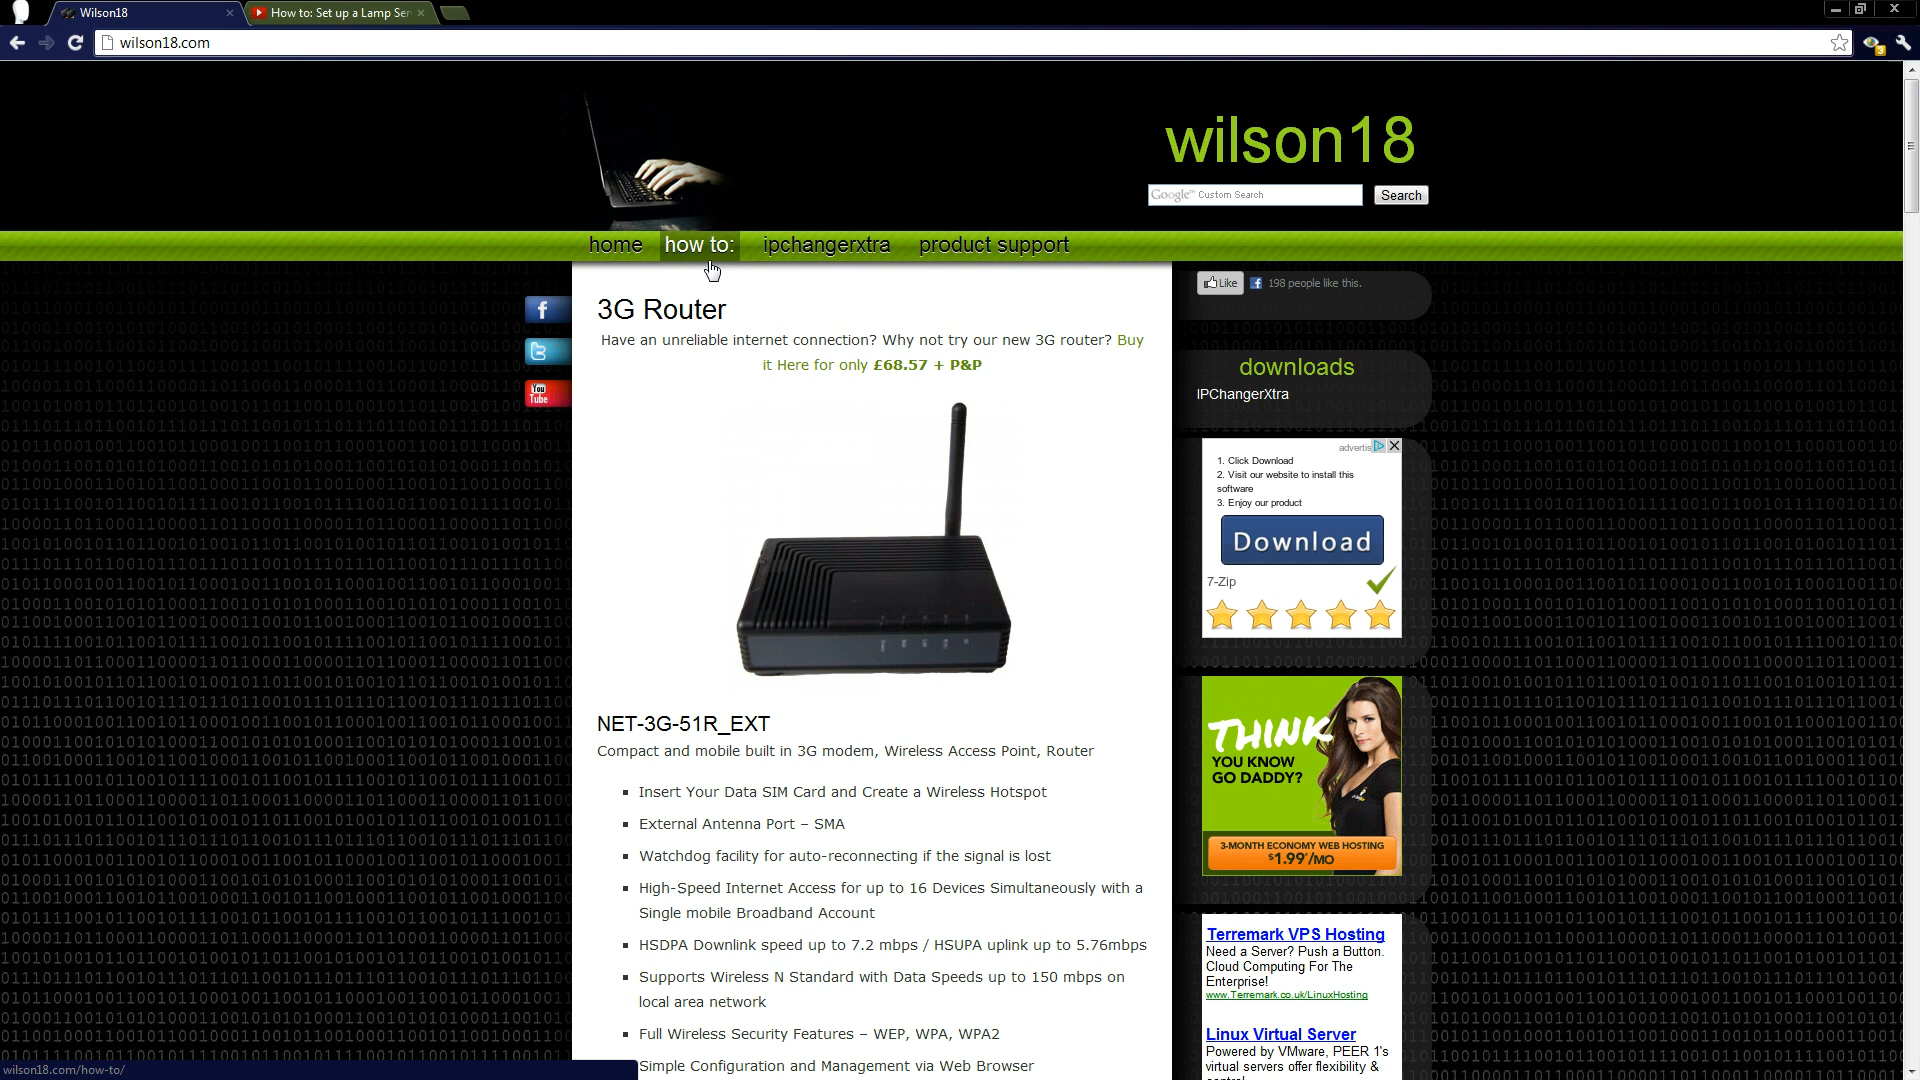 Wilson18
How to: Set up a Lamp Ser
wilson18.com
3
wilson18
Google™ Custom Search
Search
home
how to:
ipchangerxtra
product support
Like
198 people like this.
3G Router
Have an unreliable internet connection? Why not try our new 3G router? Buy
it Here for only £68.57 + P&P
You
Tube
downloads
IPChangerXtra
advertis
1. Click Download
2. Visit our website to install this
software
3. Enjoy our product
Download
7-Zip
NET-3G-51R_EXT
Compact and mobile built in 3G modem, Wireless Access Point, Router
Insert Your Data SIM Card and Create a Wireless Hotspot
External Antenna Port – SMA
Watchdog facility for auto-reconnecting if the signal is lost
High-Speed Internet Access for up to 16 Devices Simultaneously with a
Single mobile Broadband Account
HSDPA Downlink speed up to 7.2 mbps / HSUPA uplink up to 5.76mbps
Supports Wireless N Standard with Data Speeds up to 150 mbps on
local area network
Full Wireless Security Features – WEP, WPA, WPA2
Simple Configuration and Management via Web Browser
THINK
YOU KNOW
GO DADDY?
3-MONTH ECONOMY WEB HOSTING
$1.99*/MO
Terremark VPS Hosting
Need a Server? Push a Button.
Cloud Computing For The
Enterprise!
www.Terremark.co.uk/LinuxHosting
Linux Virtual Server
Powered by VMware, PEER 1's
virtual servers offer flexibility &
wilson18.com/how-to/